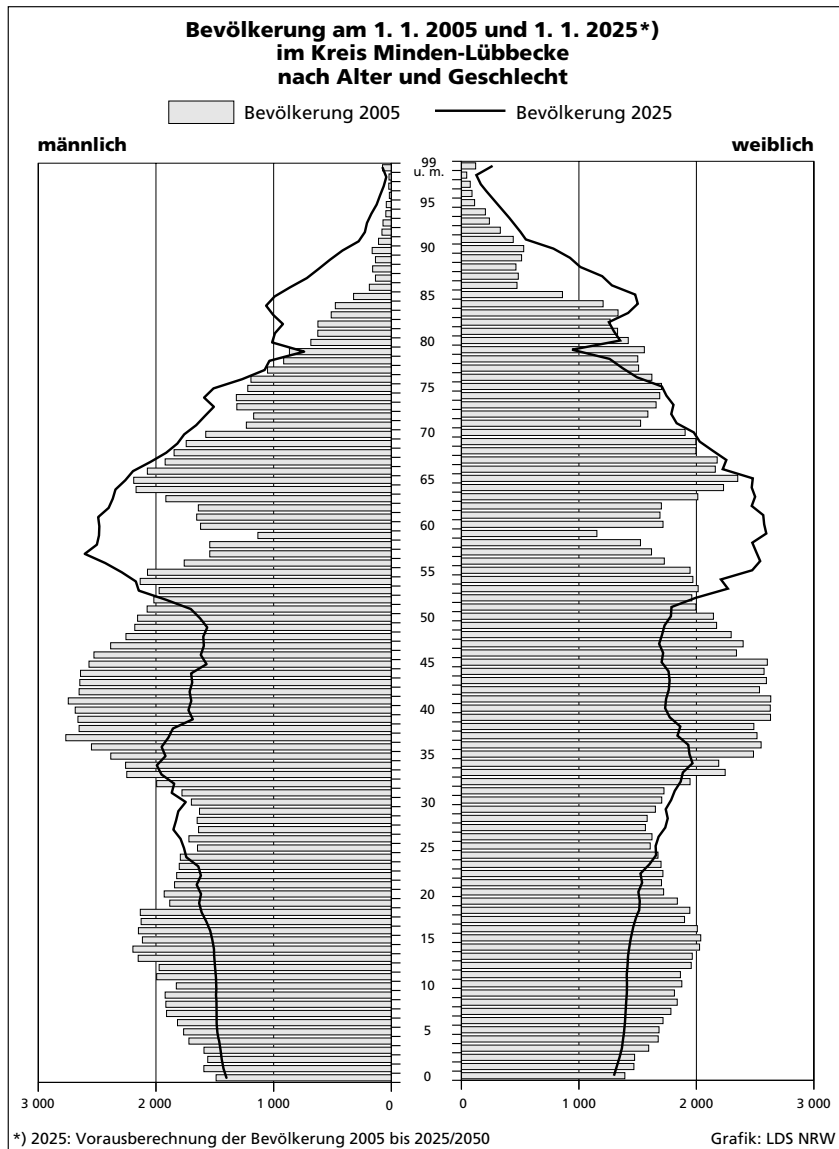 Bevölkerung am 1. 1. 2005 und 1. 1. 2025*)
im Kreis Minden-Lübbecke
nach Alter und Geschlecht
Bevölkerung 2005 Bevölkerung 2025
männlich weiblich
99
u. m.
95
90
85
80
75
70
65
60
55
50
45
40
35
30
25
20
15
10
5
0
3 000 2 000 1 000 0 0 1 000 2 000 3 000
*) 2025: Vorausberechnung der Bevölkerung 2005 bis 2025/2050 Grafik: LDS NRW